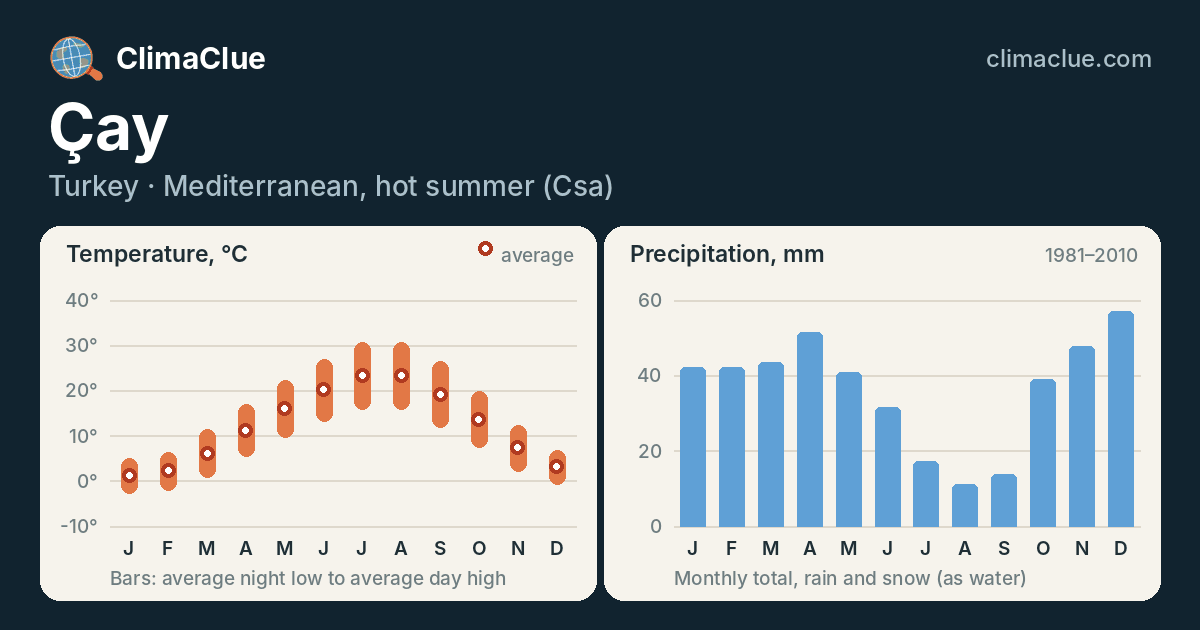 ClimaClue
climaclue.com
Çay
Turkey · Mediterranean, hot summer (Csa)
Temperature, °C
average
40°
30°
20°
10°
0°
-10°
J F M A M J J A S O N D
Bars: average night low to average day high
Precipitation, mm
1981–2010
60
40
20
0
J F M A M J J A S O N D
Monthly total, rain and snow (as water)